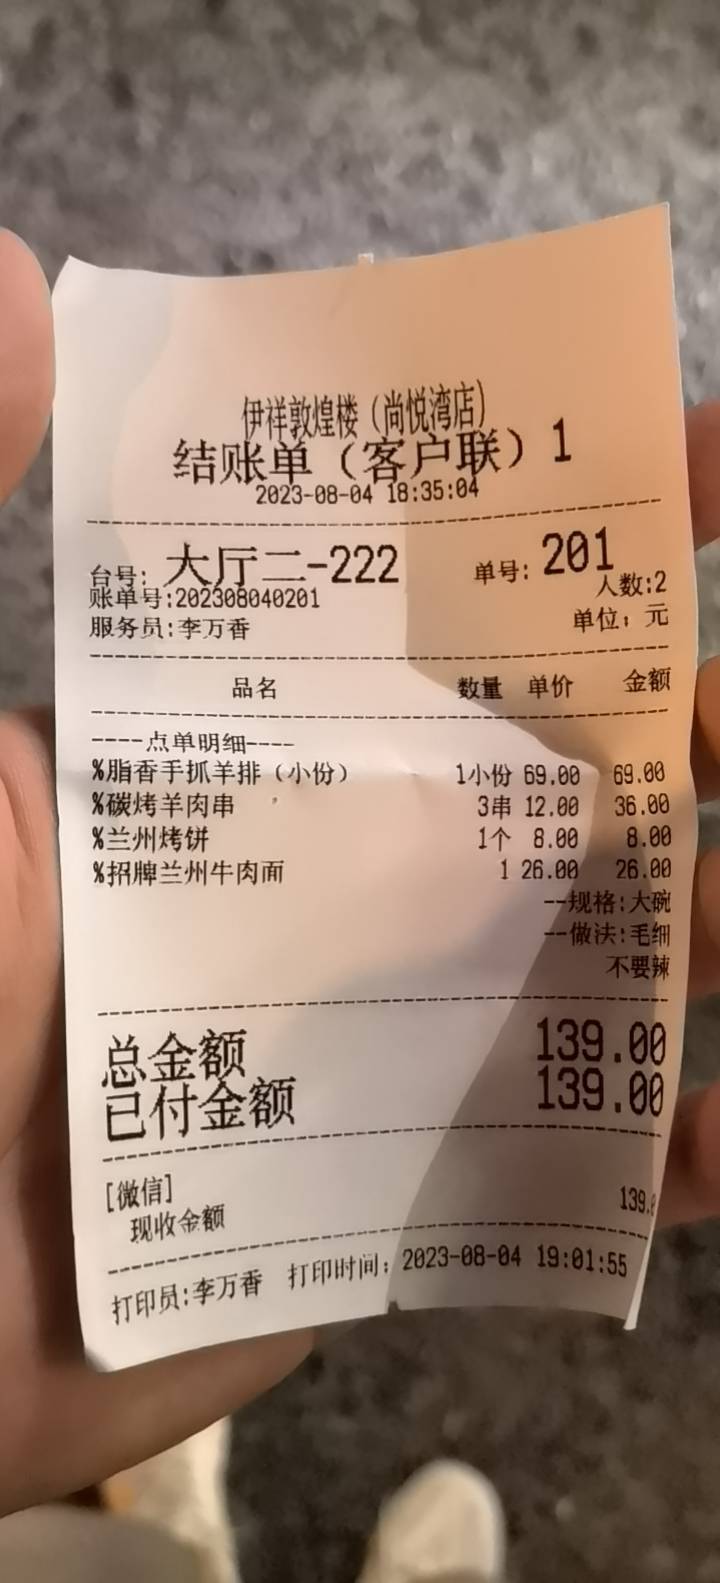 伊祥敦煌楼（尚悦湾店）
结账单（客户联）1
2023-08-04 18:35:04
台号: 大厅二-222 单号: 201
账单号:202308040201 人数:2
服务员:李万香 单位: 元
品名 数量 单价 金额
----点单明细----
%脂香手抓羊排（小份） 1小份 69.00 69.00
%碳烤羊肉串 3串 12.00 36.00
%兰州烤饼 1个 8.00 8.00
%招牌兰州牛肉面 1 26.00 26.00
--规格:大碗
--做法:毛细
不要辣
总金额 139.00
已付金额 139.00
[微信]
现收金额 139.0
打印员:李万香 打印时间: 2023-08-04 19:01:55